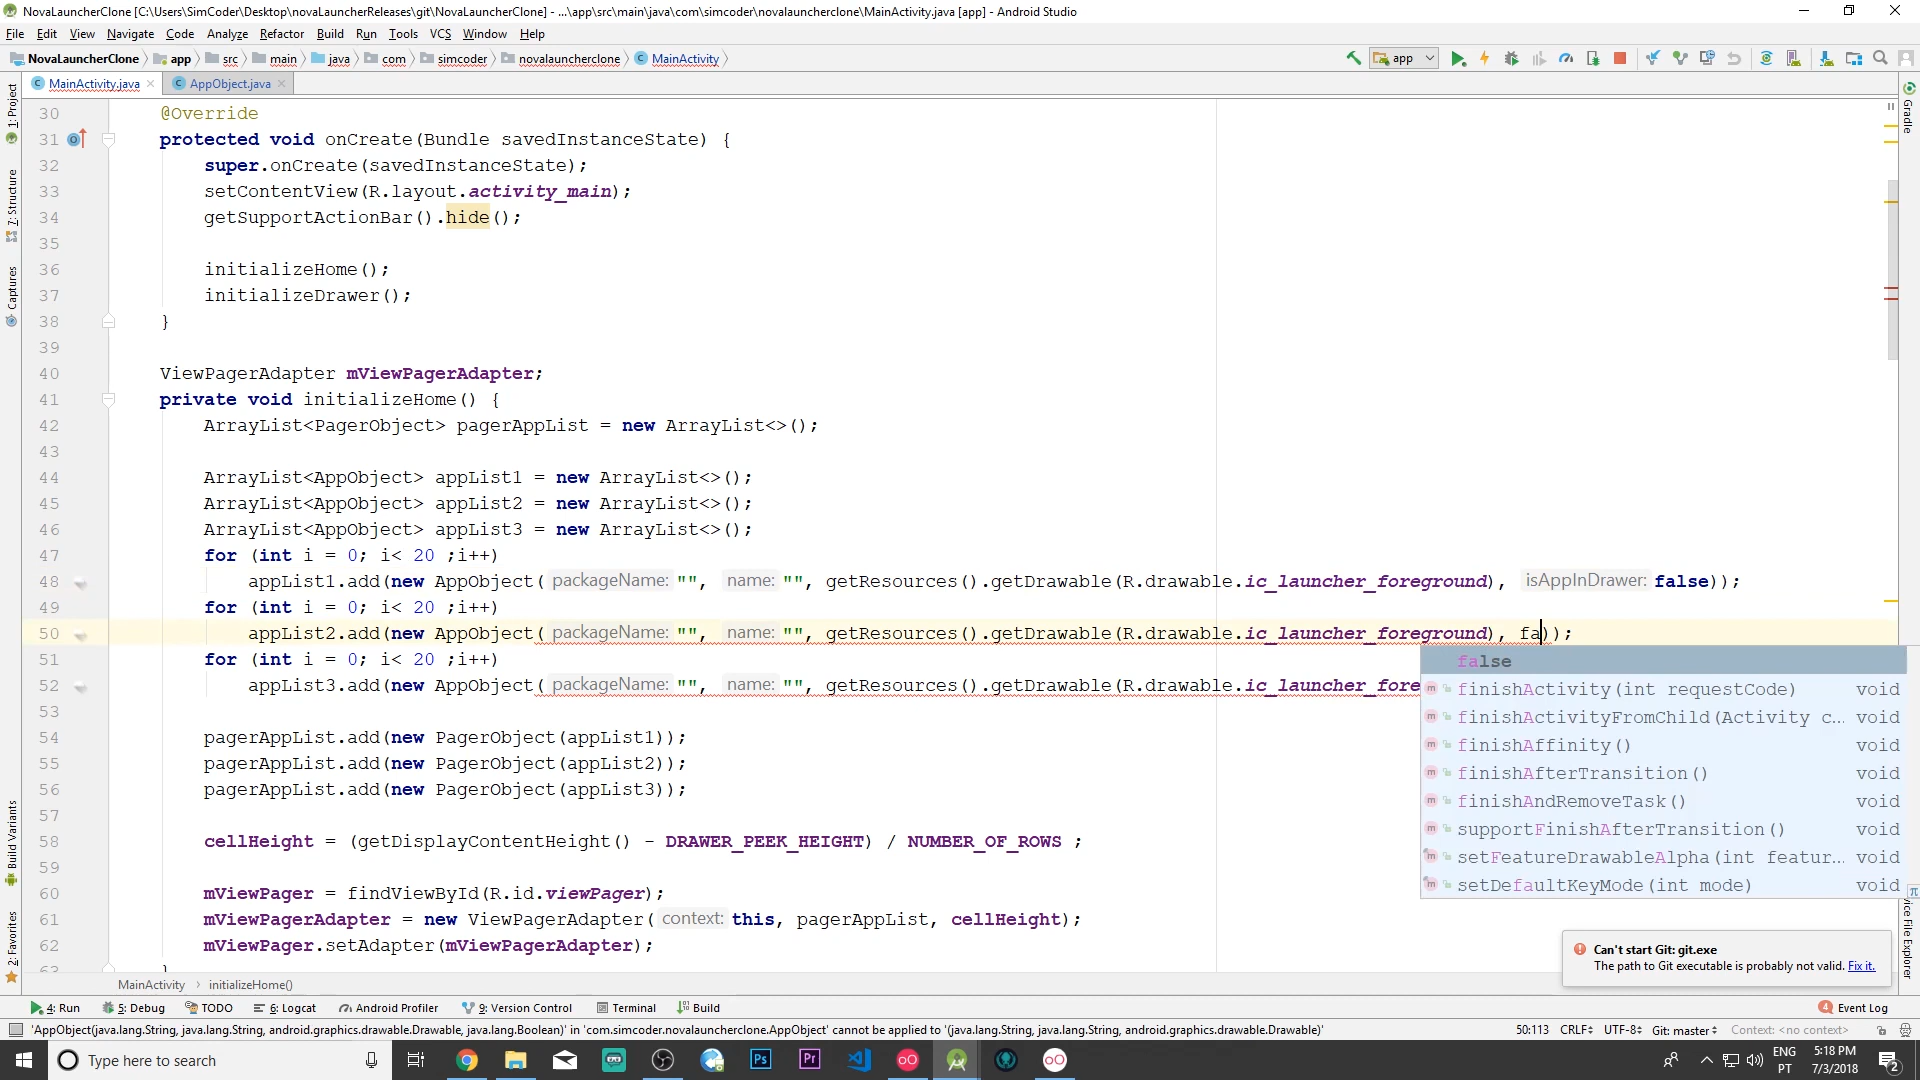 NovaLauncherClone [C:\Users\SimCoder\Desktop\novaLauncherReleases\git\NovaLauncherClone] - ...\app\src\main\java\com\simcoder\novalauncherclone\MainActivity.java [app] - Android Studio
File Edit View Navigate Code Analyze Refactor Build Run Tools VCS Window Help
NovaLauncherClone app src main java com simcoder novalauncherclone MainActivity app
MainActivity.java AppObject.java
1: Project
7: Structure
Captures
Build Variants
2: Favorites
Gradle
30 @Override
31 protected void onCreate(Bundle savedInstanceState) {
32 super.onCreate(savedInstanceState);
33 setContentView(R.layout.activity_main);
34 getSupportActionBar().hide();
35
36 initializeHome();
37 initializeDrawer();
38 }
39
40 ViewPagerAdapter mViewPagerAdapter;
41 private void initializeHome() {
42 ArrayList<PagerObject> pagerAppList = new ArrayList<>();
43
44 ArrayList<AppObject> appList1 = new ArrayList<>();
45 ArrayList<AppObject> appList2 = new ArrayList<>();
46 ArrayList<AppObject> appList3 = new ArrayList<>();
47 for (int i = 0; i< 20 ;i++)
48 appList1.add(new AppObject( packageName: "", name: "", getResources().getDrawable(R.drawable.ic_launcher_foreground), isAppInDrawer: false));
49 for (int i = 0; i< 20 ;i++)
50 appList2.add(new AppObject( packageName: "", name: "", getResources().getDrawable(R.drawable.ic_launcher_foreground), fa));
51 for (int i = 0; i< 20 ;i++)
52 appList3.add(new AppObject( packageName: "", name: "", getResources().getDrawable(R.drawable.ic_launcher_fore
53
54 pagerAppList.add(new PagerObject(appList1));
55 pagerAppList.add(new PagerObject(appList2));
56 pagerAppList.add(new PagerObject(appList3));
57
58 cellHeight = (getDisplayContentHeight() - DRAWER_PEEK_HEIGHT) / NUMBER_OF_ROWS ;
59
60 mViewPager = findViewById(R.id.viewPager);
61 mViewPagerAdapter = new ViewPagerAdapter( context: this, pagerAppList, cellHeight);
62 mViewPager.setAdapter(mViewPagerAdapter);
63 }
false
finishActivity(int requestCode) void
finishActivityFromChild(Activity c... void
finishAffinity() void
finishAfterTransition() void
finishAndRemoveTask() void
supportFinishAfterTransition() void
setFeatureDrawableAlpha(int featur... void
setDefaultKeyMode(int mode) void
Can't start Git: git.exe
The path to Git executable is probably not valid. Fix it.
MainActivity initializeHome()
4: Run 5: Debug TODO 6: Logcat Android Profiler 9: Version Control Terminal Build 4 Event Log
'AppObject(java.lang.String, java.lang.String, android.graphics.drawable.Drawable, java.lang.Boolean)' in 'com.simcoder.novalauncherclone.AppObject' cannot be applied to '(java.lang.String, java.lang.String, android.graphics.drawable.Drawable)' 50:113 CRLF UTF-8 Git: master Context: <no context>
Type here to search Ps Pr ENG 5:18 PM
PT 7/3/2018 2